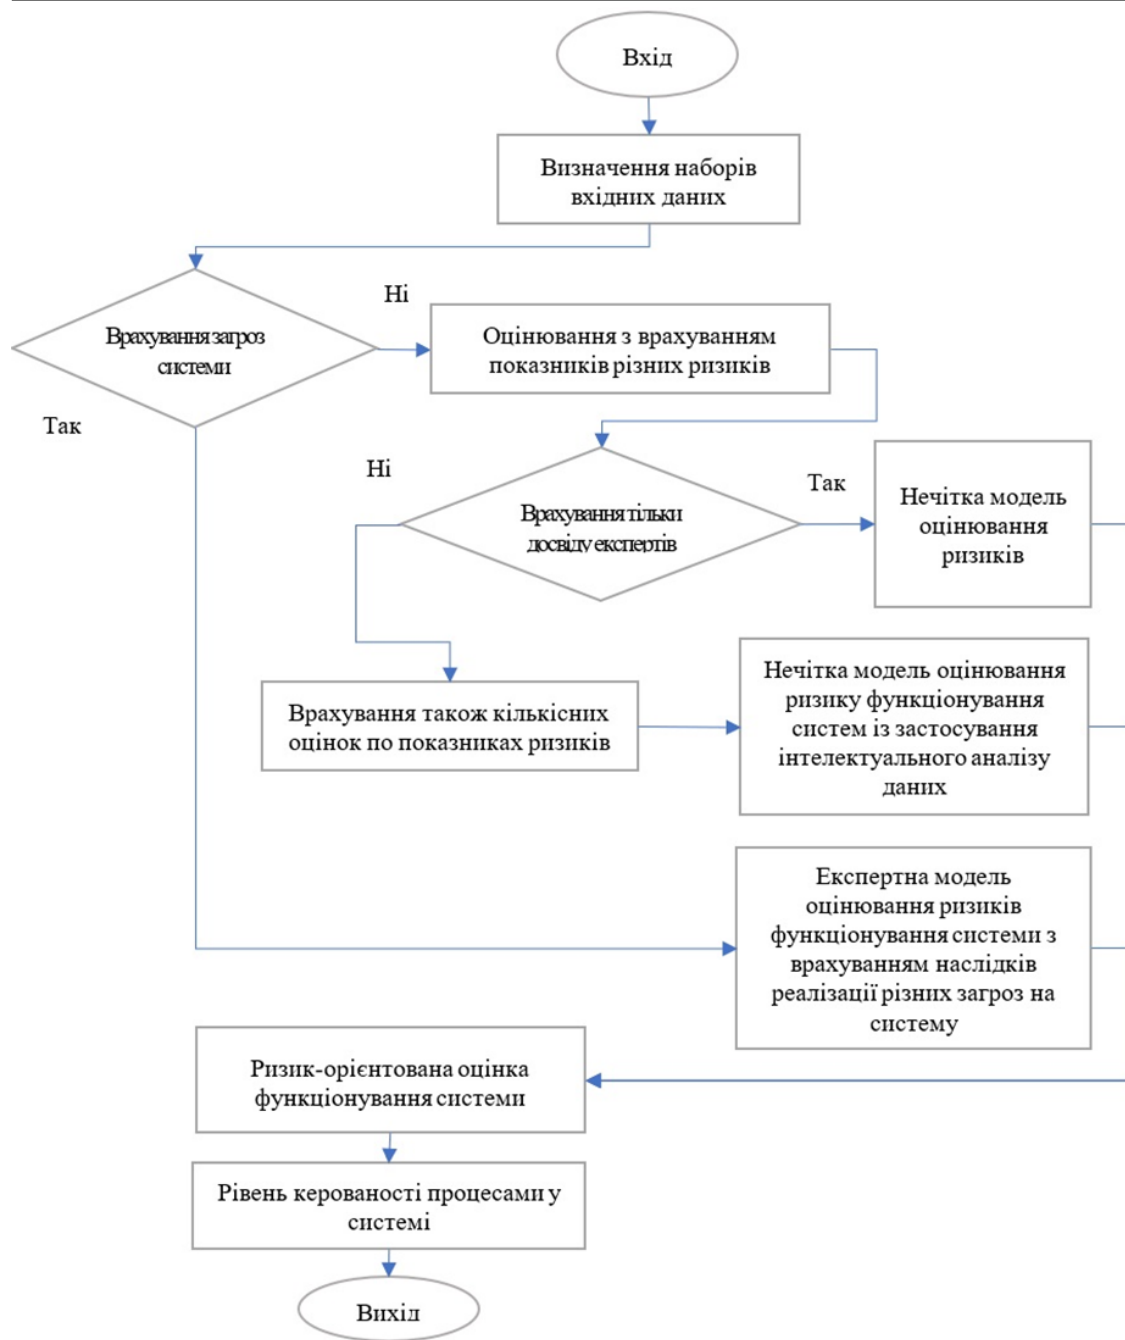 Вхід
Визначення наборів
вхідних даних
Ні
Врахування загроз
системи
Оцінювання з врахуванням
показників різних ризиків
Так
Ні
Так
Врахування тільки
досвіду експертів
Нечітка модель
оцінювання
ризиків
Врахування також кількісних
оцінок по показниках ризиків
Нечітка модель оцінювання
ризику функціонування
систем із застосування
інтелектуального аналізу
даних
Експертна модель
оцінювання ризиків
функціонування системи з
врахуванням наслідків
реалізації різних загроз на
систему
Ризик-орієнтована оцінка
функціонування системи
Рівень керованості процесами у
системі
Вихід